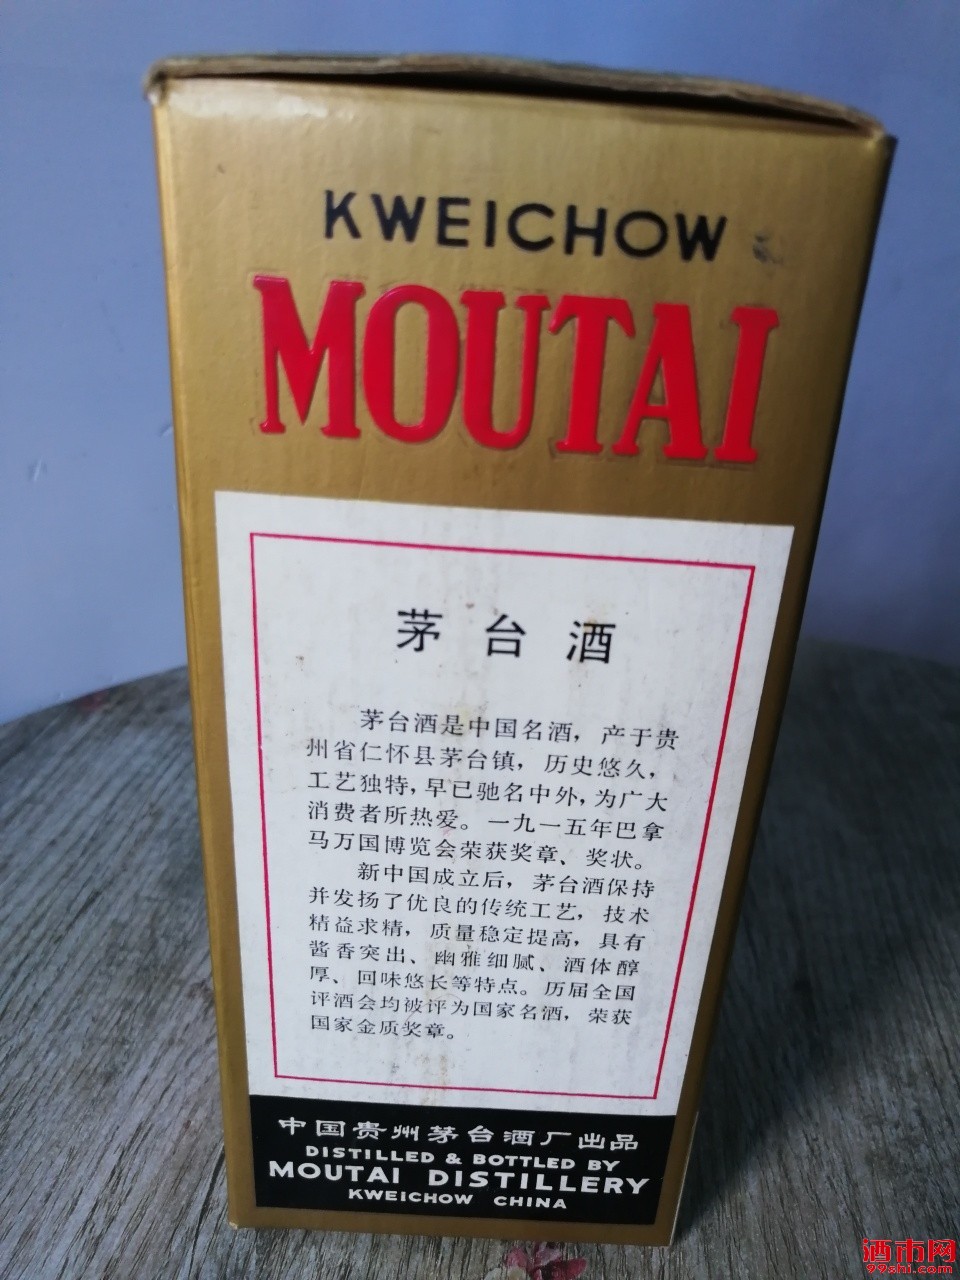 KWEICHOW
MOUTAI
茅台酒
茅台酒是中国名酒，产于贵
州省仁怀县茅台镇，历史悠久，
工艺独特，早已驰名中外，为广大
消费者所热爱。一九一五年巴拿
马万国博览会荣获奖章、奖状。
新中国成立后，茅台酒保持
并发扬了优良的传统工艺，技术
精益求精，质量稳定提高，具有
酱香突出、幽雅细腻、酒体醇
厚、回味悠长等特点。历届全国
评酒会均被评为国家名酒，荣获
国家金质奖章。
中国贵州茅台酒厂出品
DISTILLED & BOTTLED BY
MOUTAI DISTILLERY
KWEICHOW CHINA
酒市网
99shi.com